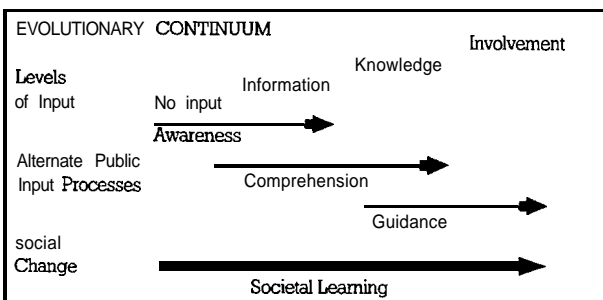 EVOLUTIONARY CONTINUUM
Involvement
Knowledge
Levels
Information
of Input
No input
Awareness
Alternate Public
Input Processes
Comprehension
Guidance
social
Change
Societal Learning